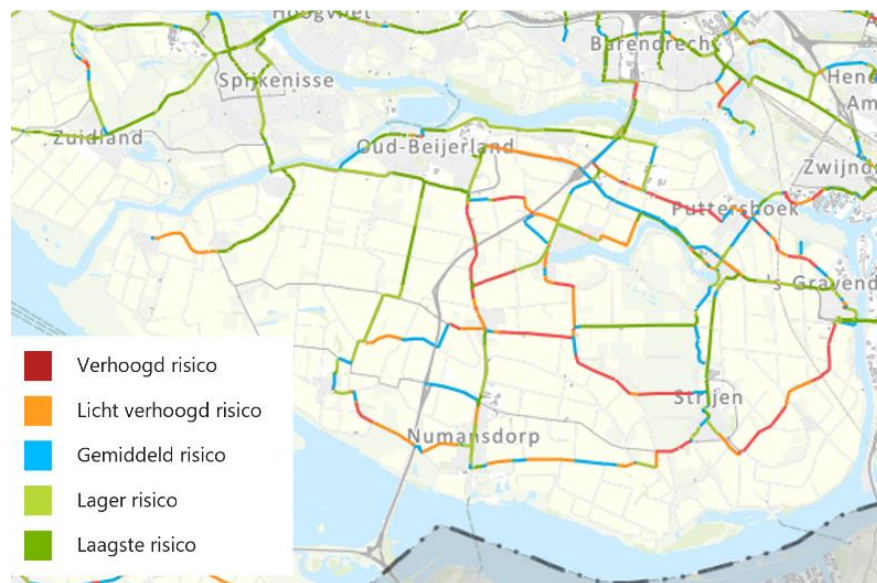 Hoogvliet
Barendrecht
Spijkenisse
Zuidland
Oud-Beijerland
Puttershoek
's Gravend
Strijen
Numansdorp
Verhoogd risico
Licht verhoogd risico
Gemiddeld risico
Lager risico
Laagste risico